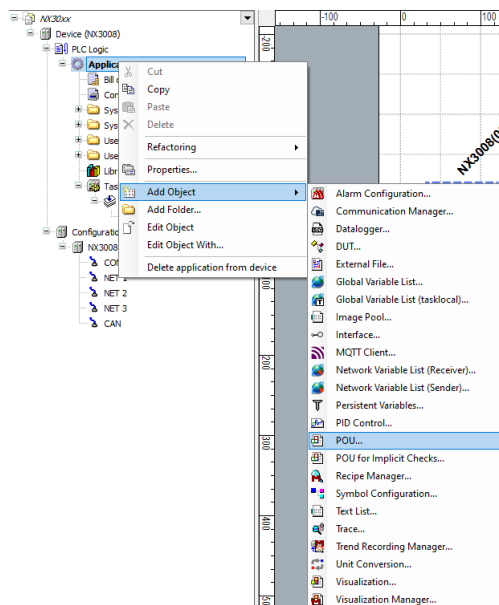 NX30xx
Device (NX3008)
PLC Logic
Applica
Bill
Con
Sys
Sys
Use
Use
Libr
Tas
Configuratio
NX3008
CO
NET 1
NET 2
NET 3
CAN
Cut
Copy
Paste
Delete
Refactoring
Properties...
Add Object
Add Folder...
Edit Object
Edit Object With...
Delete application from device
Alarm Configuration...
Communication Manager...
Datalogger...
DUT...
External File...
Global Variable List...
Global Variable List (tasklocal)...
Image Pool...
Interface...
MQTT Client...
Network Variable List (Receiver)...
Network Variable List (Sender)...
Persistent Variables...
PID Control...
POU...
POU for Implicit Checks...
Recipe Manager...
Symbol Configuration...
Text List...
Trace...
Trend Recording Manager...
Unit Conversion...
Visualization...
Visualization Manager...
-100
0
100
-200
200
300
400
NX3008(0